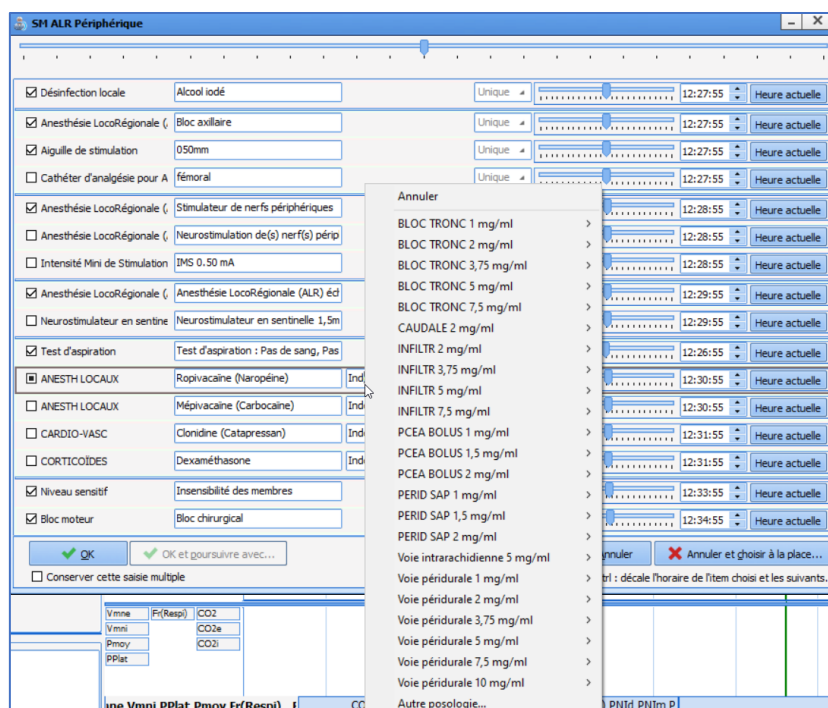 SM ALR Périphérique
Désinfection locale Alcool iodé Unique 12:27:55 Heure actuelle
Anesthésie LocoRégionale (. Bloc axillaire Unique 12:27:55 Heure actuelle
Aiguille de stimulation 050mm Unique 12:27:55 Heure actuelle
Cathéter d'analgésie pour A fémoral Unique 12:27:55 Heure actuelle
Anesthésie LocoRégionale (. Stimulateur de nerfs périphériques 12:28:55 Heure actuelle
Anesthésie LocoRégionale (. Neurostimulation de(s) nerf(s) périp 12:28:55 Heure actuelle
Intensité Mini de Stimulation IMS 0.50 mA 12:28:55 Heure actuelle
Anesthésie LocoRégionale (. Anesthésie LocoRégionale (ALR) éch 12:29:55 Heure actuelle
Neurostimulateur en sentine Neurostimulateur en sentinelle 1,5m 12:29:55 Heure actuelle
Test d'aspiration Test d'aspiration : Pas de sang, Pas 12:26:55 Heure actuelle
ANESTH LOCAUX Ropivacaïne (Naropéine) Ind 12:30:55 Heure actuelle
ANESTH LOCAUX Mépivacaïne (Carbocaïne) Ind 12:30:55 Heure actuelle
CARDIO-VASC Clonidine (Catapressan) Ind 12:31:55 Heure actuelle
CORTICOÏDES Dexaméthasone Ind 12:31:55 Heure actuelle
Niveau sensitif Insensibilité des membres 12:33:55 Heure actuelle
Bloc moteur Bloc chirurgical 12:34:55 Heure actuelle
Annuler
BLOC TRONC 1 mg/ml
BLOC TRONC 2 mg/ml
BLOC TRONC 3,75 mg/ml
BLOC TRONC 5 mg/ml
BLOC TRONC 7,5 mg/ml
CAUDALE 2 mg/ml
INFILTR 2 mg/ml
INFILTR 3,75 mg/ml
INFILTR 5 mg/ml
INFILTR 7,5 mg/ml
PCEA BOLUS 1 mg/ml
PCEA BOLUS 1,5 mg/ml
PCEA BOLUS 2 mg/ml
PERID SAP 1 mg/ml
PERID SAP 1,5 mg/ml
PERID SAP 2 mg/ml
Voie intrarachidienne 5 mg/ml
Voie péridurale 1 mg/ml
Voie péridurale 2 mg/ml
Voie péridurale 3,75 mg/ml
Voie péridurale 5 mg/ml
Voie péridurale 7,5 mg/ml
Voie péridurale 10 mg/ml
Autre posologie...
OK OK et poursuivre avec... nnuler Annuler et choisir à la place...
Conserver cette saisie multiple trl : décale l'horaire de l'item choisi et les suivants.
Vmne Fr(Respi) CO2
Vmni CO2e
Pmoy CO2i
PPlat
ne Vmni PPlat Pmoy Fr(Respi) CO PNId PNIm P